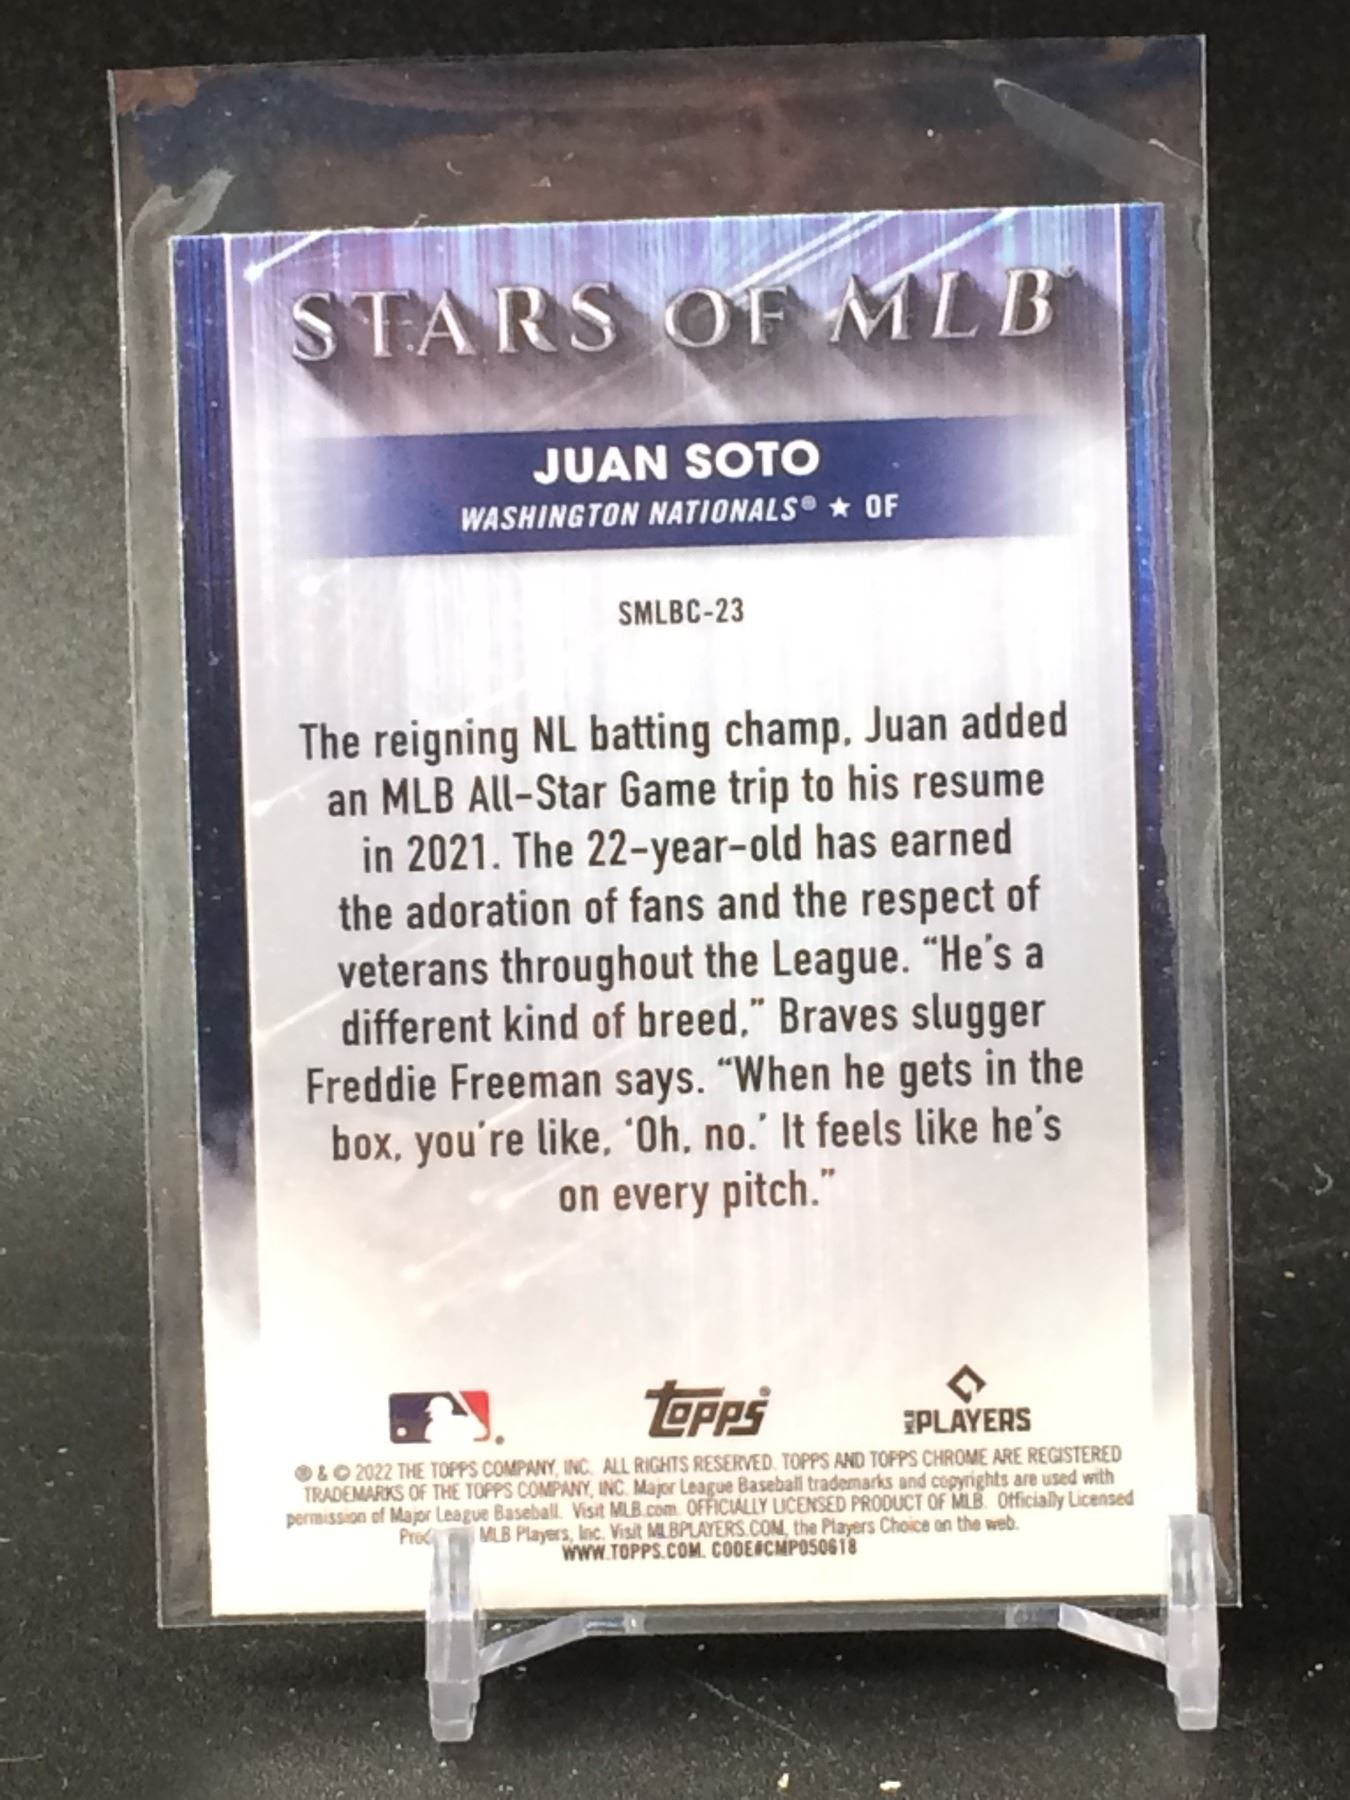 STARS OF MLB
JUAN SOTO
WASHINGTON NATIONALS® ★ OF
SMLBC-23
The reigning NL batting champ, Juan added
an MLB All-Star Game trip to his resume
in 2021. The 22-year-old has earned
the adoration of fans and the respect of
veterans throughout the League. “He’s a
different kind of breed,” Braves slugger
Freddie Freeman says. “When he gets in the
box, you’re like, ‘Oh, no.’ It feels like he’s
on every pitch.”
Topps® PLAYERS
® & © 2022 THE TOPPS COMPANY, INC. ALL RIGHTS RESERVED. TOPPS AND TOPPS CHROME ARE REGISTERED
TRADEMARKS OF THE TOPPS COMPANY, INC. Major League Baseball trademarks and copyrights are used with
permission of Major League Baseball. Visit MLB.com. OFFICIALLY LICENSED PRODUCT OF MLB. Officially Licensed
MLB Players, Inc. Visit MLBPLAYERS.COM, the Players Choice on the web.
WWW.TOPPS.COM. CODE#CMP050618